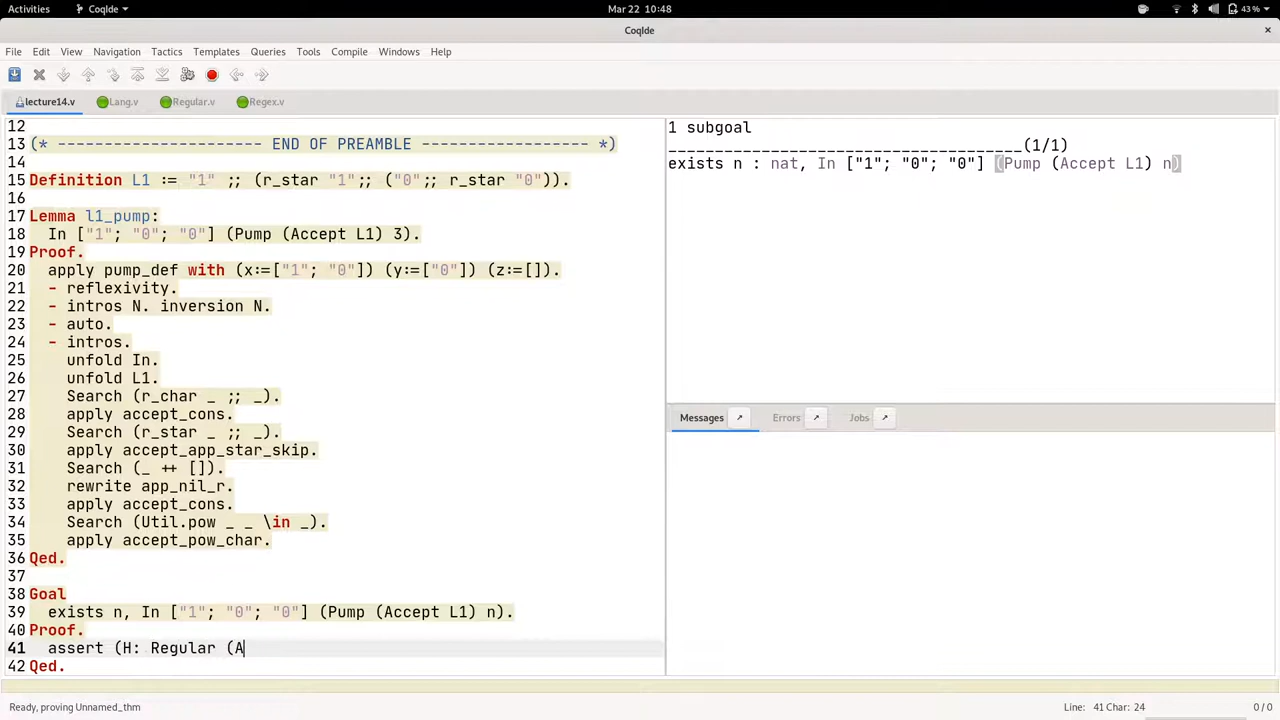 Activities CoqIde Mar 22 10:48 43%
CoqIde
File Edit View Navigation Tactics Templates Queries Tools Compile Windows Help
lecture14.v Lang.v Regular.v Regex.v
12
13 (* ---------------------- END OF PREAMBLE ------------------ *)
14
15 Definition L1 := "1" ;; (r_star "1";; ("0";; r_star "0")).
16
17 Lemma l1_pump:
18 In ["1"; "0"; "0"] (Pump (Accept L1) 3).
19 Proof.
20 apply pump_def with (x:=["1"; "0"]) (y:=["0"]) (z:=[]).
21 - reflexivity.
22 - intros N. inversion N.
23 - auto.
24 - intros.
25 unfold In.
26 unfold L1.
27 Search (r_char _ ;; _).
28 apply accept_cons.
29 Search (r_star _ ;; _).
30 apply accept_app_star_skip.
31 Search (_ ++ []).
32 rewrite app_nil_r.
33 apply accept_cons.
34 Search (Util.pow _ _ \in _).
35 apply accept_pow_char.
36 Qed.
37
38 Goal
39 exists n, In ["1"; "0"; "0"] (Pump (Accept L1) n).
40 Proof.
41 assert (H: Regular (A
42 Qed.
1 subgoal
______________________________________(1/1)
exists n : nat, In ["1"; "0"; "0"] (Pump (Accept L1) n)
Messages Errors Jobs
Ready, proving Unnamed_thm Line: 41 Char: 24 0 / 0